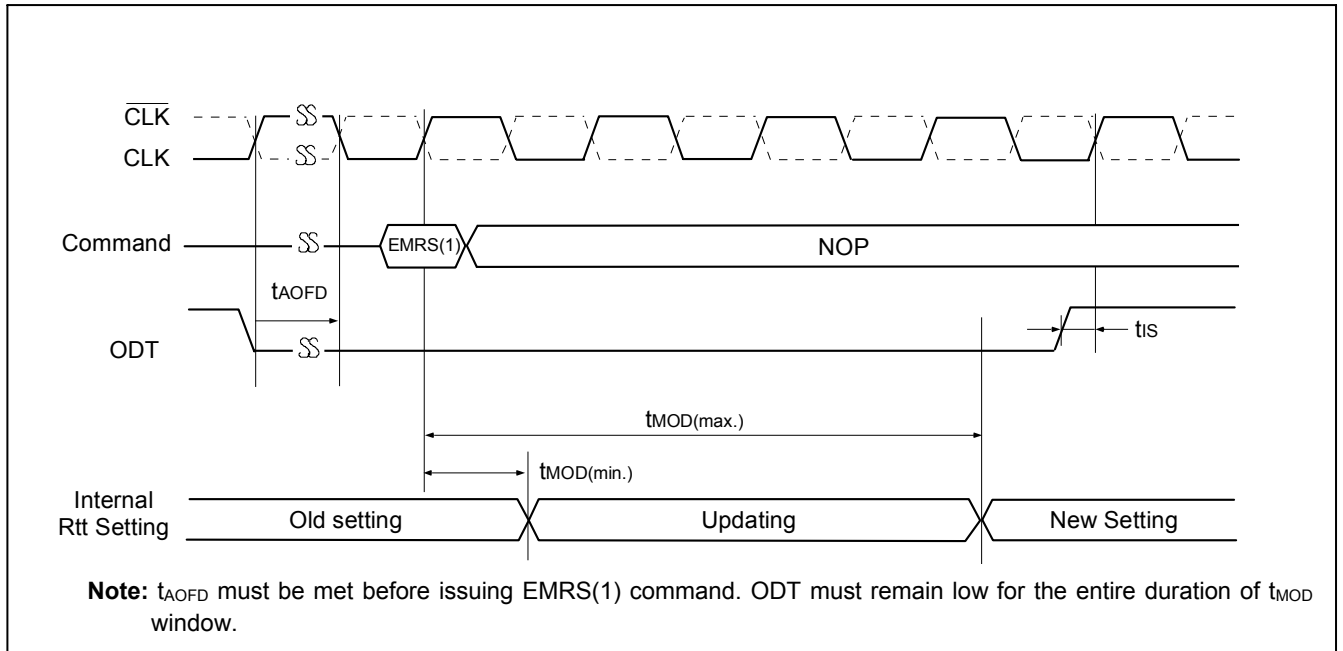 CLK
CLK
Command
EMRS(1)
NOP
tAOFD
ODT
tIS
tMOD(max.)
tMOD(min.)
Internal
Rtt Setting
Old setting
Updating
New Setting
Note: tAOFD must be met before issuing EMRS(1) command. ODT must remain low for the entire duration of tMOD
window.